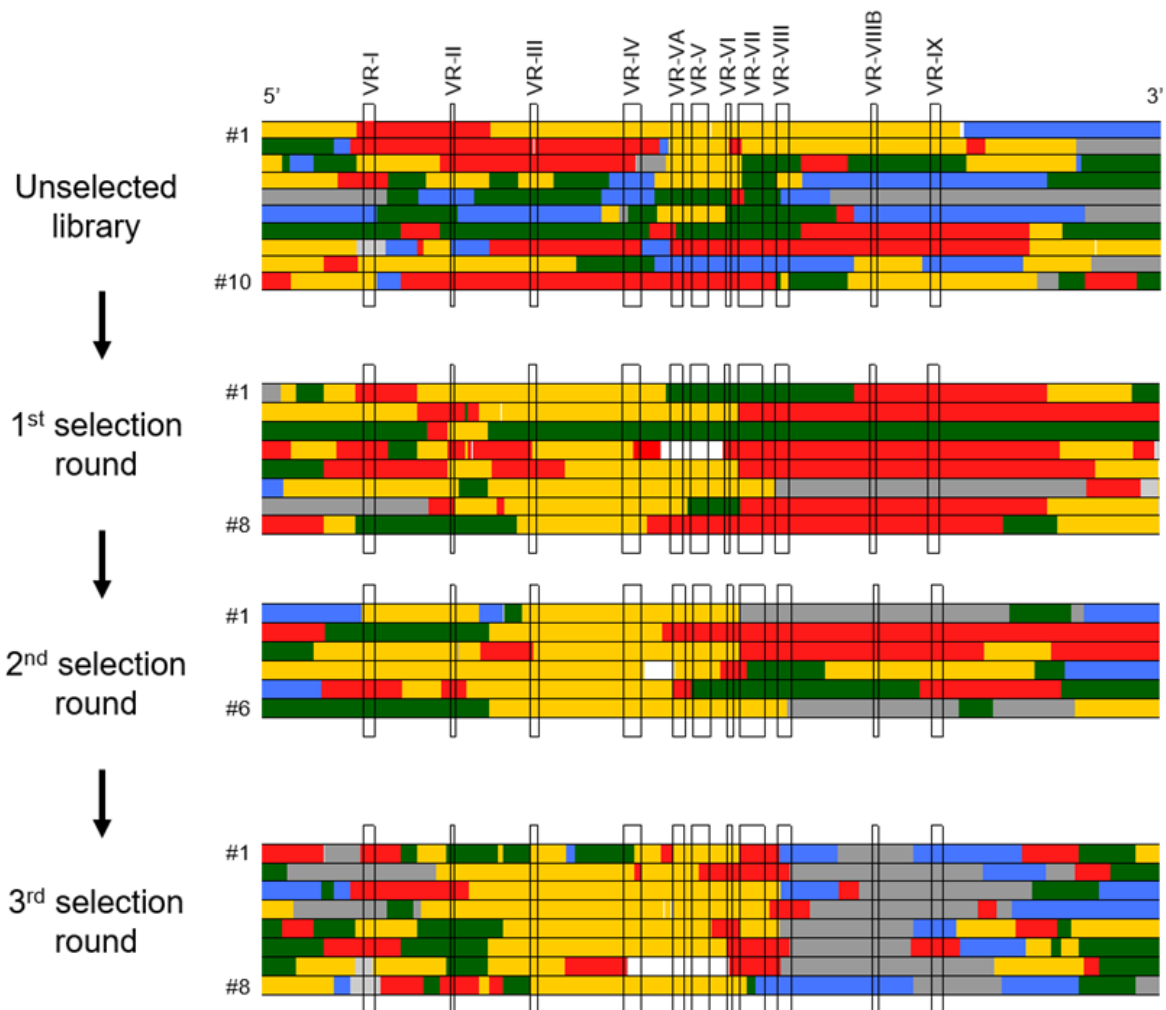 VR-I
VR-II
VR-III
VR-IV
VR-VA
VR-V
VR-VI
VR-VII
VR-VIII
VR-VIIIB
VR-IX
5’
3’
Unselected
library
#1
#10
1st selection
round
#1
#8
2nd selection
round
#1
#6
3rd selection
round
#1
#8